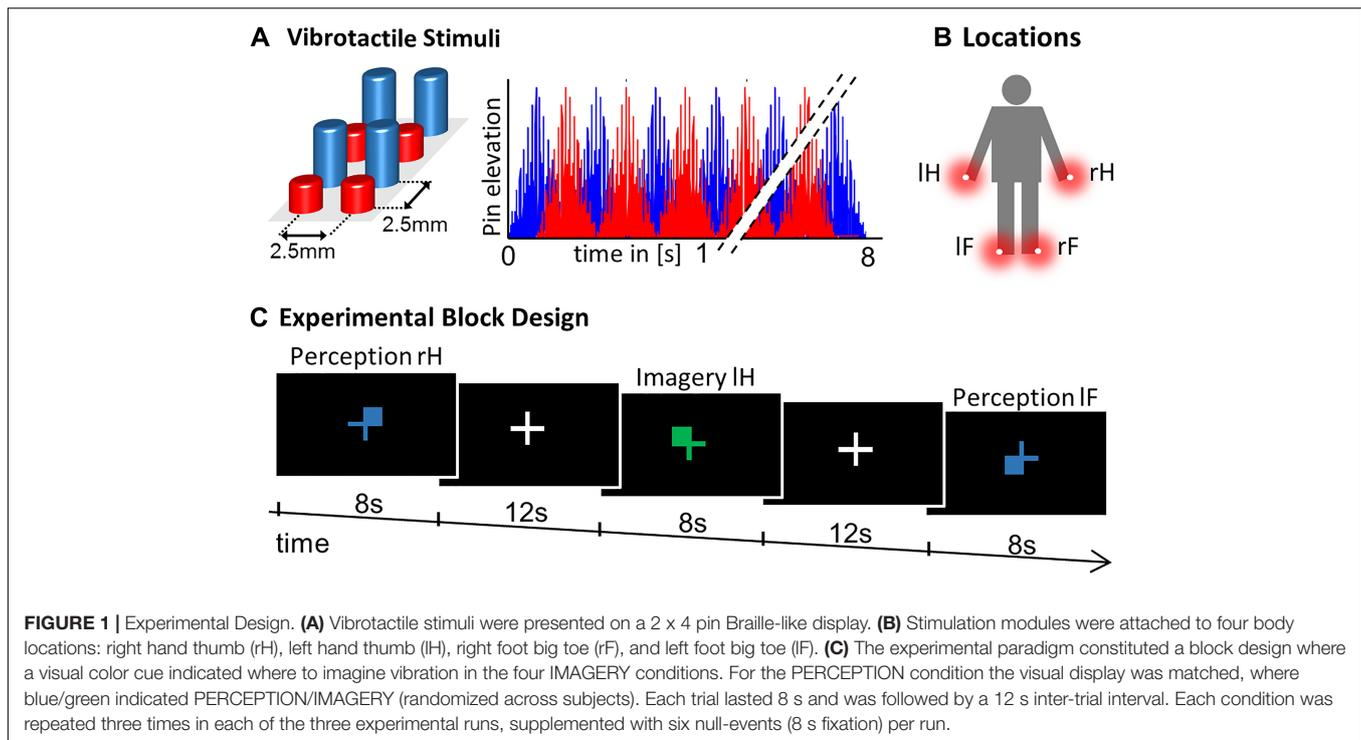 A Vibrotactile Stimuli
2.5mm
2.5mm
Pin elevation
0
time in [s]
1
8
B Locations
lH
rH
lF
rF
C Experimental Block Design
Perception rH
Imagery lH
Perception lF
8s
12s
8s
12s
8s
time
FIGURE 1 | Experimental Design. (A) Vibrotactile stimuli were presented on a 2 x 4 pin Braille-like display. (B) Stimulation modules were attached to four body
locations: right hand thumb (rH), left hand thumb (lH), right foot big toe (rF), and left foot big toe (lF). (C) The experimental paradigm constituted a block design where
a visual color cue indicated where to imagine vibration in the four IMAGERY conditions. For the PERCEPTION condition the visual display was matched, where
blue/green indicated PERCEPTION/IMAGERY (randomized across subjects). Each trial lasted 8 s and was followed by a 12 s inter-trial interval. Each condition was
repeated three times in each of the three experimental runs, supplemented with six null-events (8 s fixation) per run.